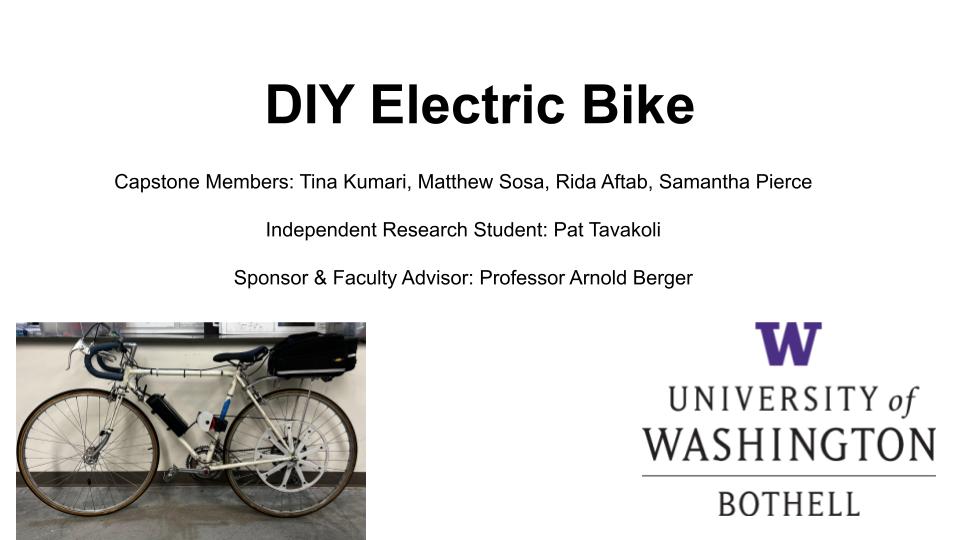 DIY Electric Bike
Capstone Members: Tina Kumari, Matthew Sosa, Rida Aftab, Samantha Pierce
Independent Research Student: Pat Tavakoli
Sponsor & Faculty Advisor: Professor Arnold Berger
W
UNIVERSITY of
WASHINGTON
BOTHELL